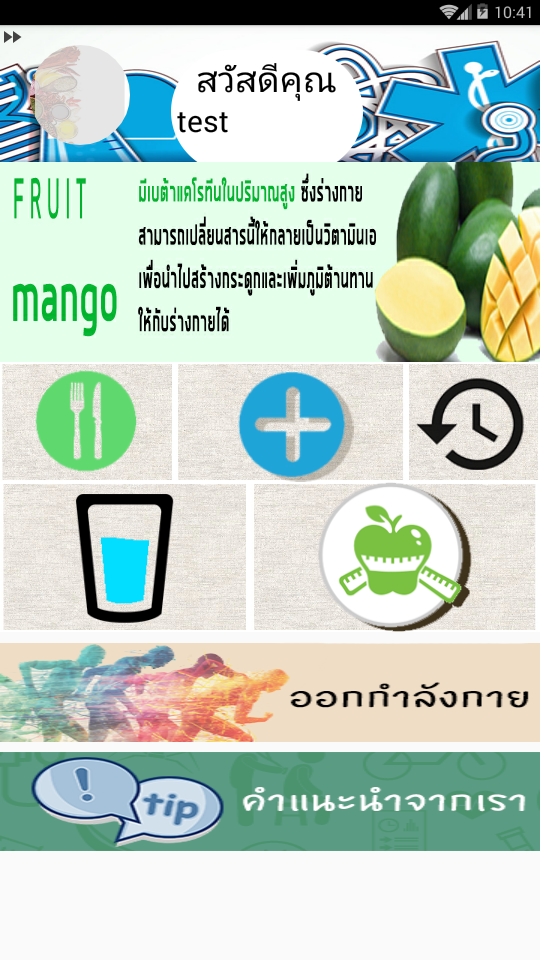 10:41
สวัสดีคุณ
test
FRUIT
mango
มีเบต้าแคโรทีนในปริมาณสูง ซึ่งร่างกาย
สามารถเปลี่ยนสารนี้ให้กลายเป็นวิตามินเอ
เพื่อนำไปสร้างกระดูกและเพิ่มภูมิต้านทาน
ให้กับร่างกายได้
ออกกำลังกาย
! tip
คำแนะนำจากเรา